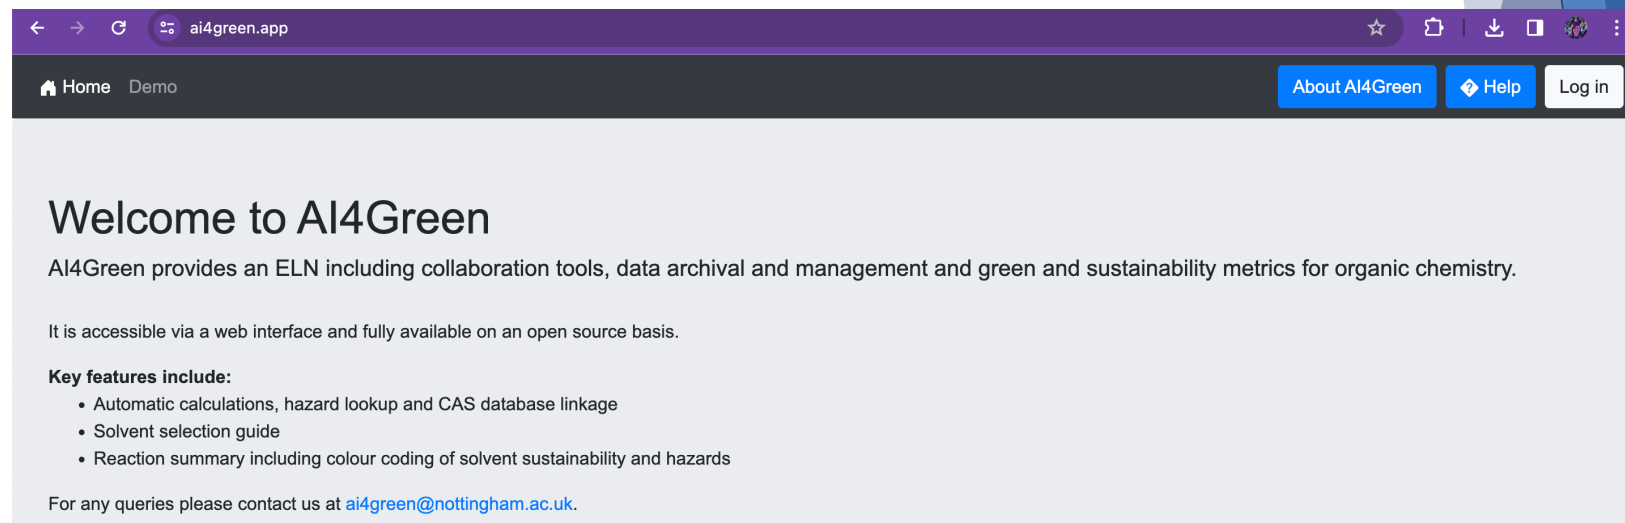 ai4green.app
Home Demo About AI4Green Help Log in
Welcome to AI4Green
AI4Green provides an ELN including collaboration tools, data archival and management and green and sustainability metrics for organic chemistry.
It is accessible via a web interface and fully available on an open source basis.
Key features include:
• Automatic calculations, hazard lookup and CAS database linkage
• Solvent selection guide
• Reaction summary including colour coding of solvent sustainability and hazards
For any queries please contact us at ai4green@nottingham.ac.uk.